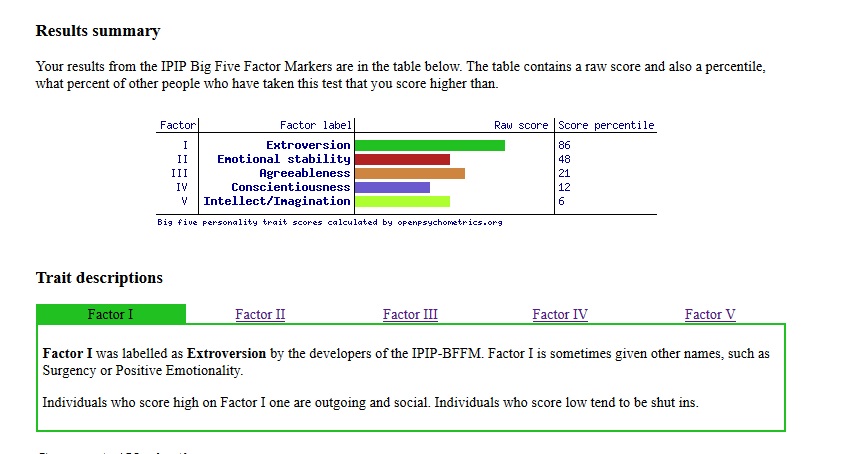 Results summary
Your results from the IPIP Big Five Factor Markers are in the table below. The table contains a raw score and also a percentile,
what percent of other people who have taken this test that you score higher than.
Factor Factor label Raw score Score percentile
I Extroversion 86
II Emotional stability 48
III Agreeableness 21
IV Conscientiousness 12
V Intellect/Imagination 6
Big five personality trait scores calculated by openpsychometrics.org
Trait descriptions
Factor I Factor II Factor III Factor IV Factor V
Factor I was labelled as Extroversion by the developers of the IPIP-BFFM. Factor I is sometimes given other names, such as
Surgency or Positive Emotionality.
Individuals who score high on Factor I one are outgoing and social. Individuals who score low tend to be shut ins.